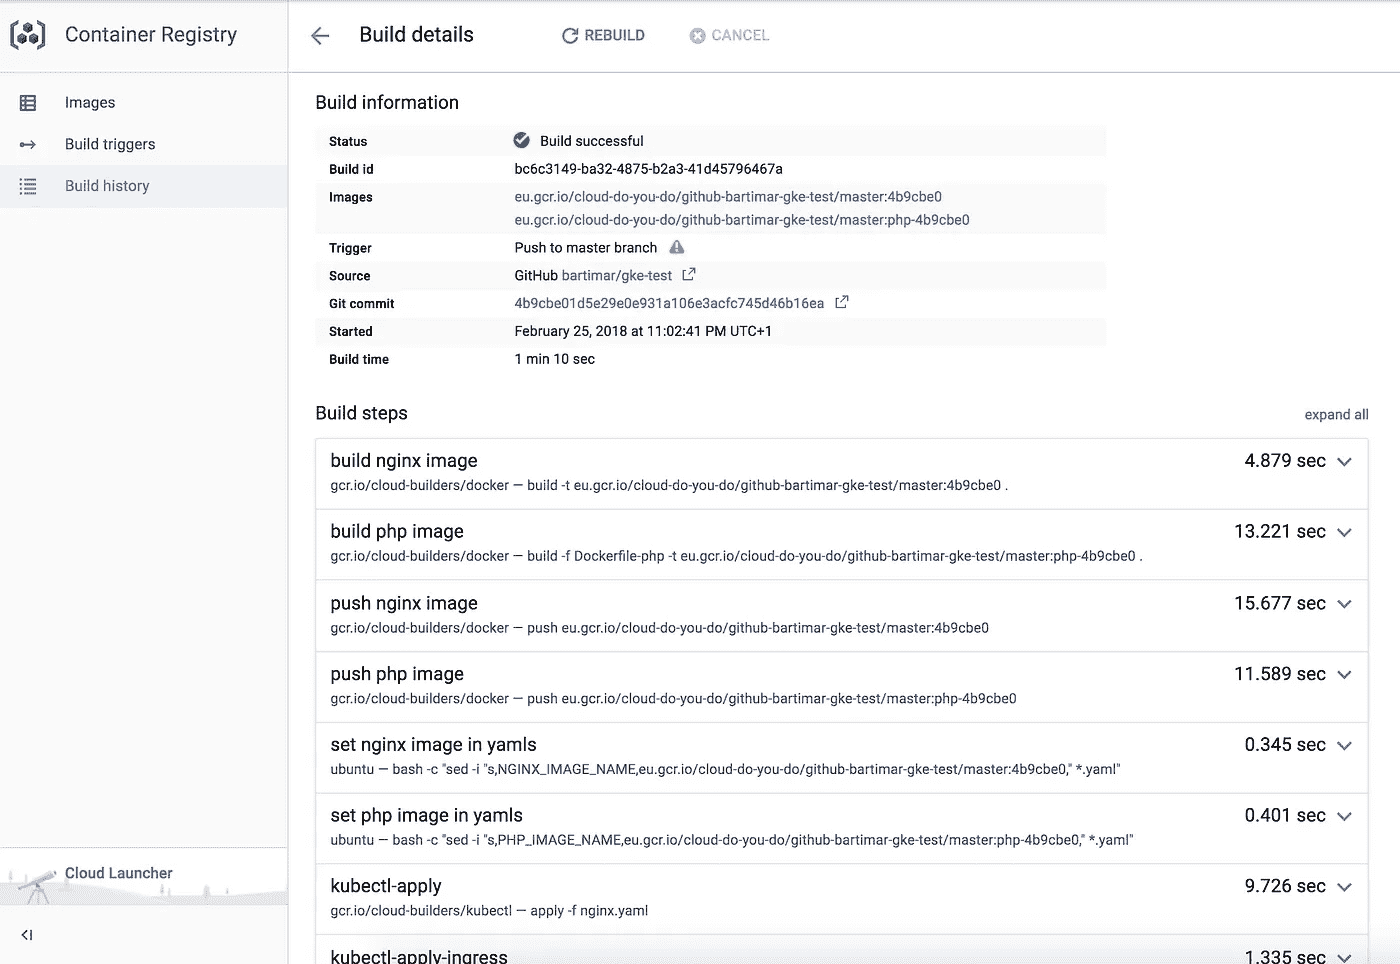 Container Registry
Build details
REBUILD
CANCEL
Images
Build triggers
Build history
Build information
Status Build successful
Build id bc6c3149-ba32-4875-b2a3-41d45796467a
Images eu.gcr.io/cloud-do-you-do/github-bartimar-gke-test/master:4b9cbe0
eu.gcr.io/cloud-do-you-do/github-bartimar-gke-test/master:php-4b9cbe0
Trigger Push to master branch
Source GitHub bartimar/gke-test
Git commit 4b9cbe01d5e29e0e931a106e3acfc745d46b16ea
Started February 25, 2018 at 11:02:41 PM UTC+1
Build time 1 min 10 sec
Build steps expand all
build nginx image 4.879 sec
gcr.io/cloud-builders/docker — build -t eu.gcr.io/cloud-do-you-do/github-bartimar-gke-test/master:4b9cbe0 .
build php image 13.221 sec
gcr.io/cloud-builders/docker — build -f Dockerfile-php -t eu.gcr.io/cloud-do-you-do/github-bartimar-gke-test/master:php-4b9cbe0 .
push nginx image 15.677 sec
gcr.io/cloud-builders/docker — push eu.gcr.io/cloud-do-you-do/github-bartimar-gke-test/master:4b9cbe0
push php image 11.589 sec
gcr.io/cloud-builders/docker — push eu.gcr.io/cloud-do-you-do/github-bartimar-gke-test/master:php-4b9cbe0
set nginx image in yamls 0.345 sec
ubuntu — bash -c "sed -i "s,NGINX_IMAGE_NAME,eu.gcr.io/cloud-do-you-do/github-bartimar-gke-test/master:4b9cbe0," *.yaml"
set php image in yamls 0.401 sec
ubuntu — bash -c "sed -i "s,PHP_IMAGE_NAME,eu.gcr.io/cloud-do-you-do/github-bartimar-gke-test/master:php-4b9cbe0," *.yaml"
kubectl-apply 9.726 sec
gcr.io/cloud-builders/kubectl — apply -f nginx.yaml
kubectl-apply-ingress 1.335 sec
Cloud Launcher